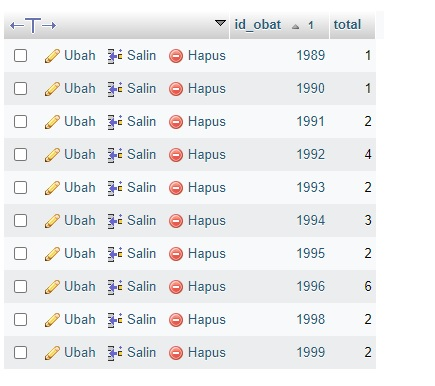 id_obat 1 total
Ubah Salin Hapus 1989 1
Ubah Salin Hapus 1990 1
Ubah Salin Hapus 1991 2
Ubah Salin Hapus 1992 4
Ubah Salin Hapus 1993 2
Ubah Salin Hapus 1994 3
Ubah Salin Hapus 1995 2
Ubah Salin Hapus 1996 6
Ubah Salin Hapus 1998 2
Ubah Salin Hapus 1999 2